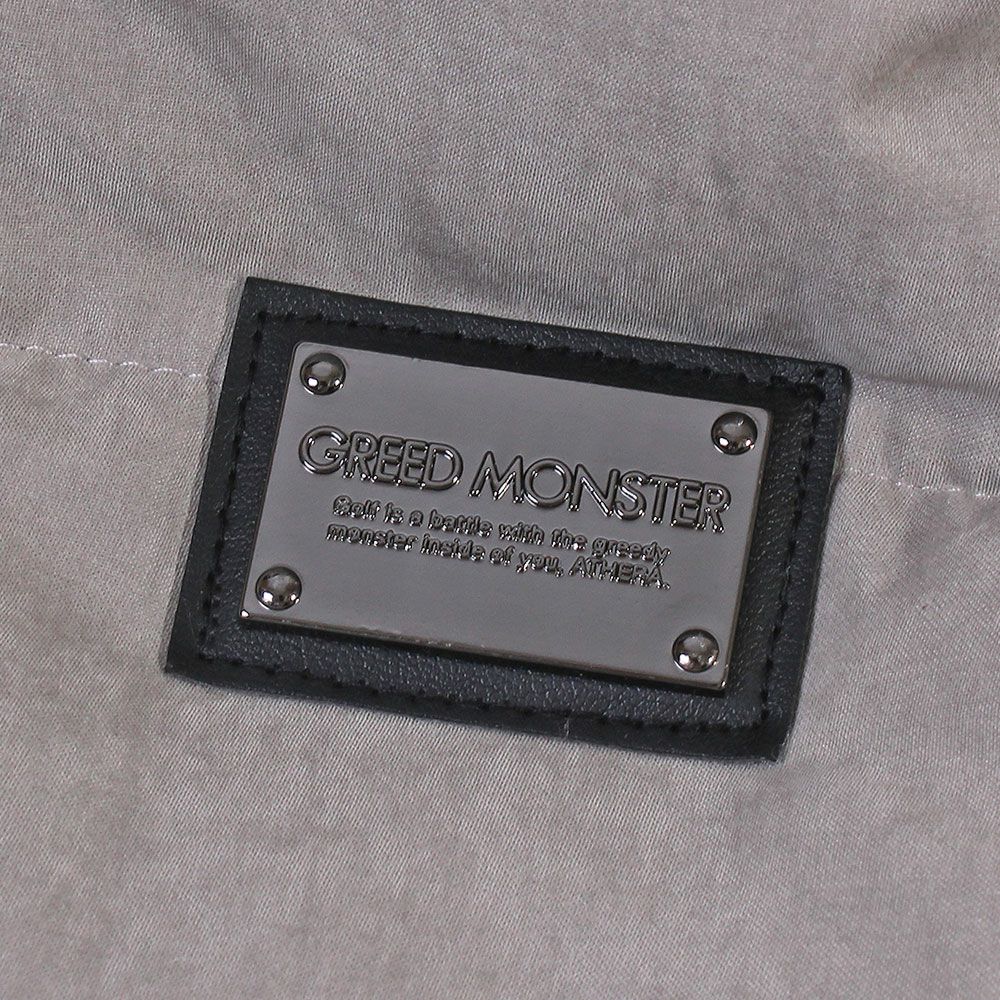 GREED MONSTER
Golf is a battle with the greedy
monster inside of you, ATHERA.